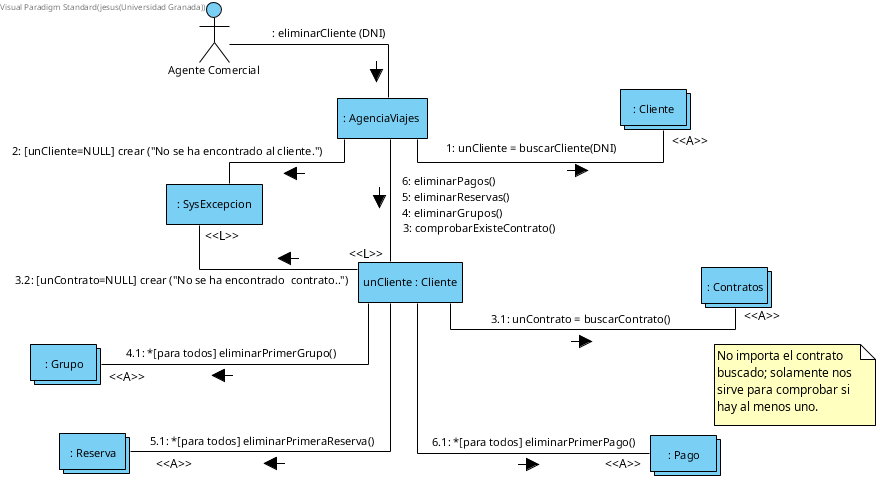 Visual Paradigm Standard(jesus(Universidad Granada))
: eliminarCliente (DNI)
Agente Comercial
: AgenciaViajes
: Cliente
<<A>>
1: unCliente = buscarCliente(DNI)
2: [unCliente=NULL] crear ("No se ha encontrado al cliente.")
: SysExcepcion
<<L>>
6: eliminarPagos()
5: eliminarReservas()
4: eliminarGrupos()
3: comprobarExisteContrato()
<<L>>
unCliente : Cliente
3.2: [unContrato=NULL] crear ("No se ha encontrado  contrato..")
: Contratos
<<A>>
3.1: unContrato = buscarContrato()
4.1: *[para todos] eliminarPrimerGrupo()
: Grupo
<<A>>
No importa el contrato
buscado; solamente nos
sirve para comprobar si
hay al menos uno.
5.1: *[para todos] eliminarPrimeraReserva()
: Reserva
<<A>>
6.1: *[para todos] eliminarPrimerPago()
: Pago
<<A>>